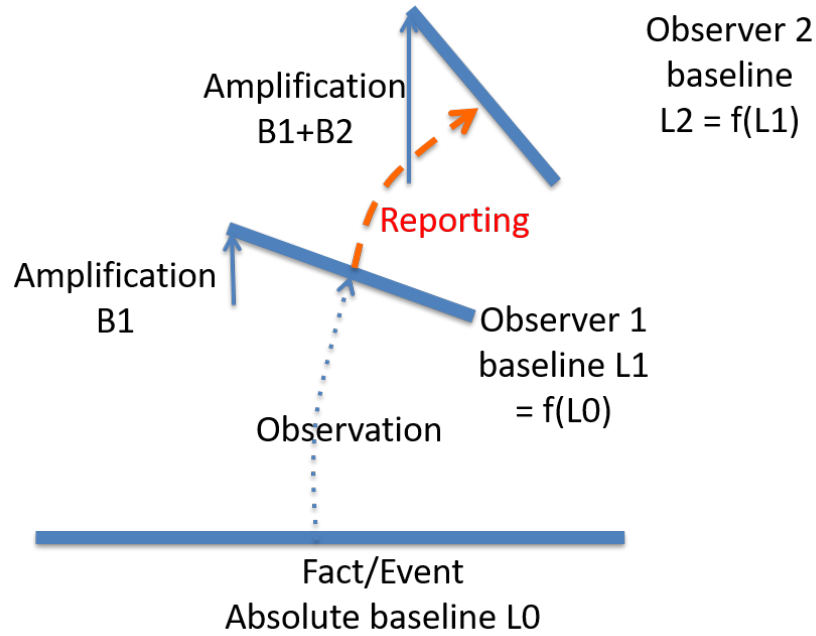 Observer 2
baseline
L2 = f(L1)
Amplification
B1+B2
Reporting
Amplification
B1
Observer 1
baseline L1
= f(L0)
Observation
Fact/Event
Absolute baseline L0